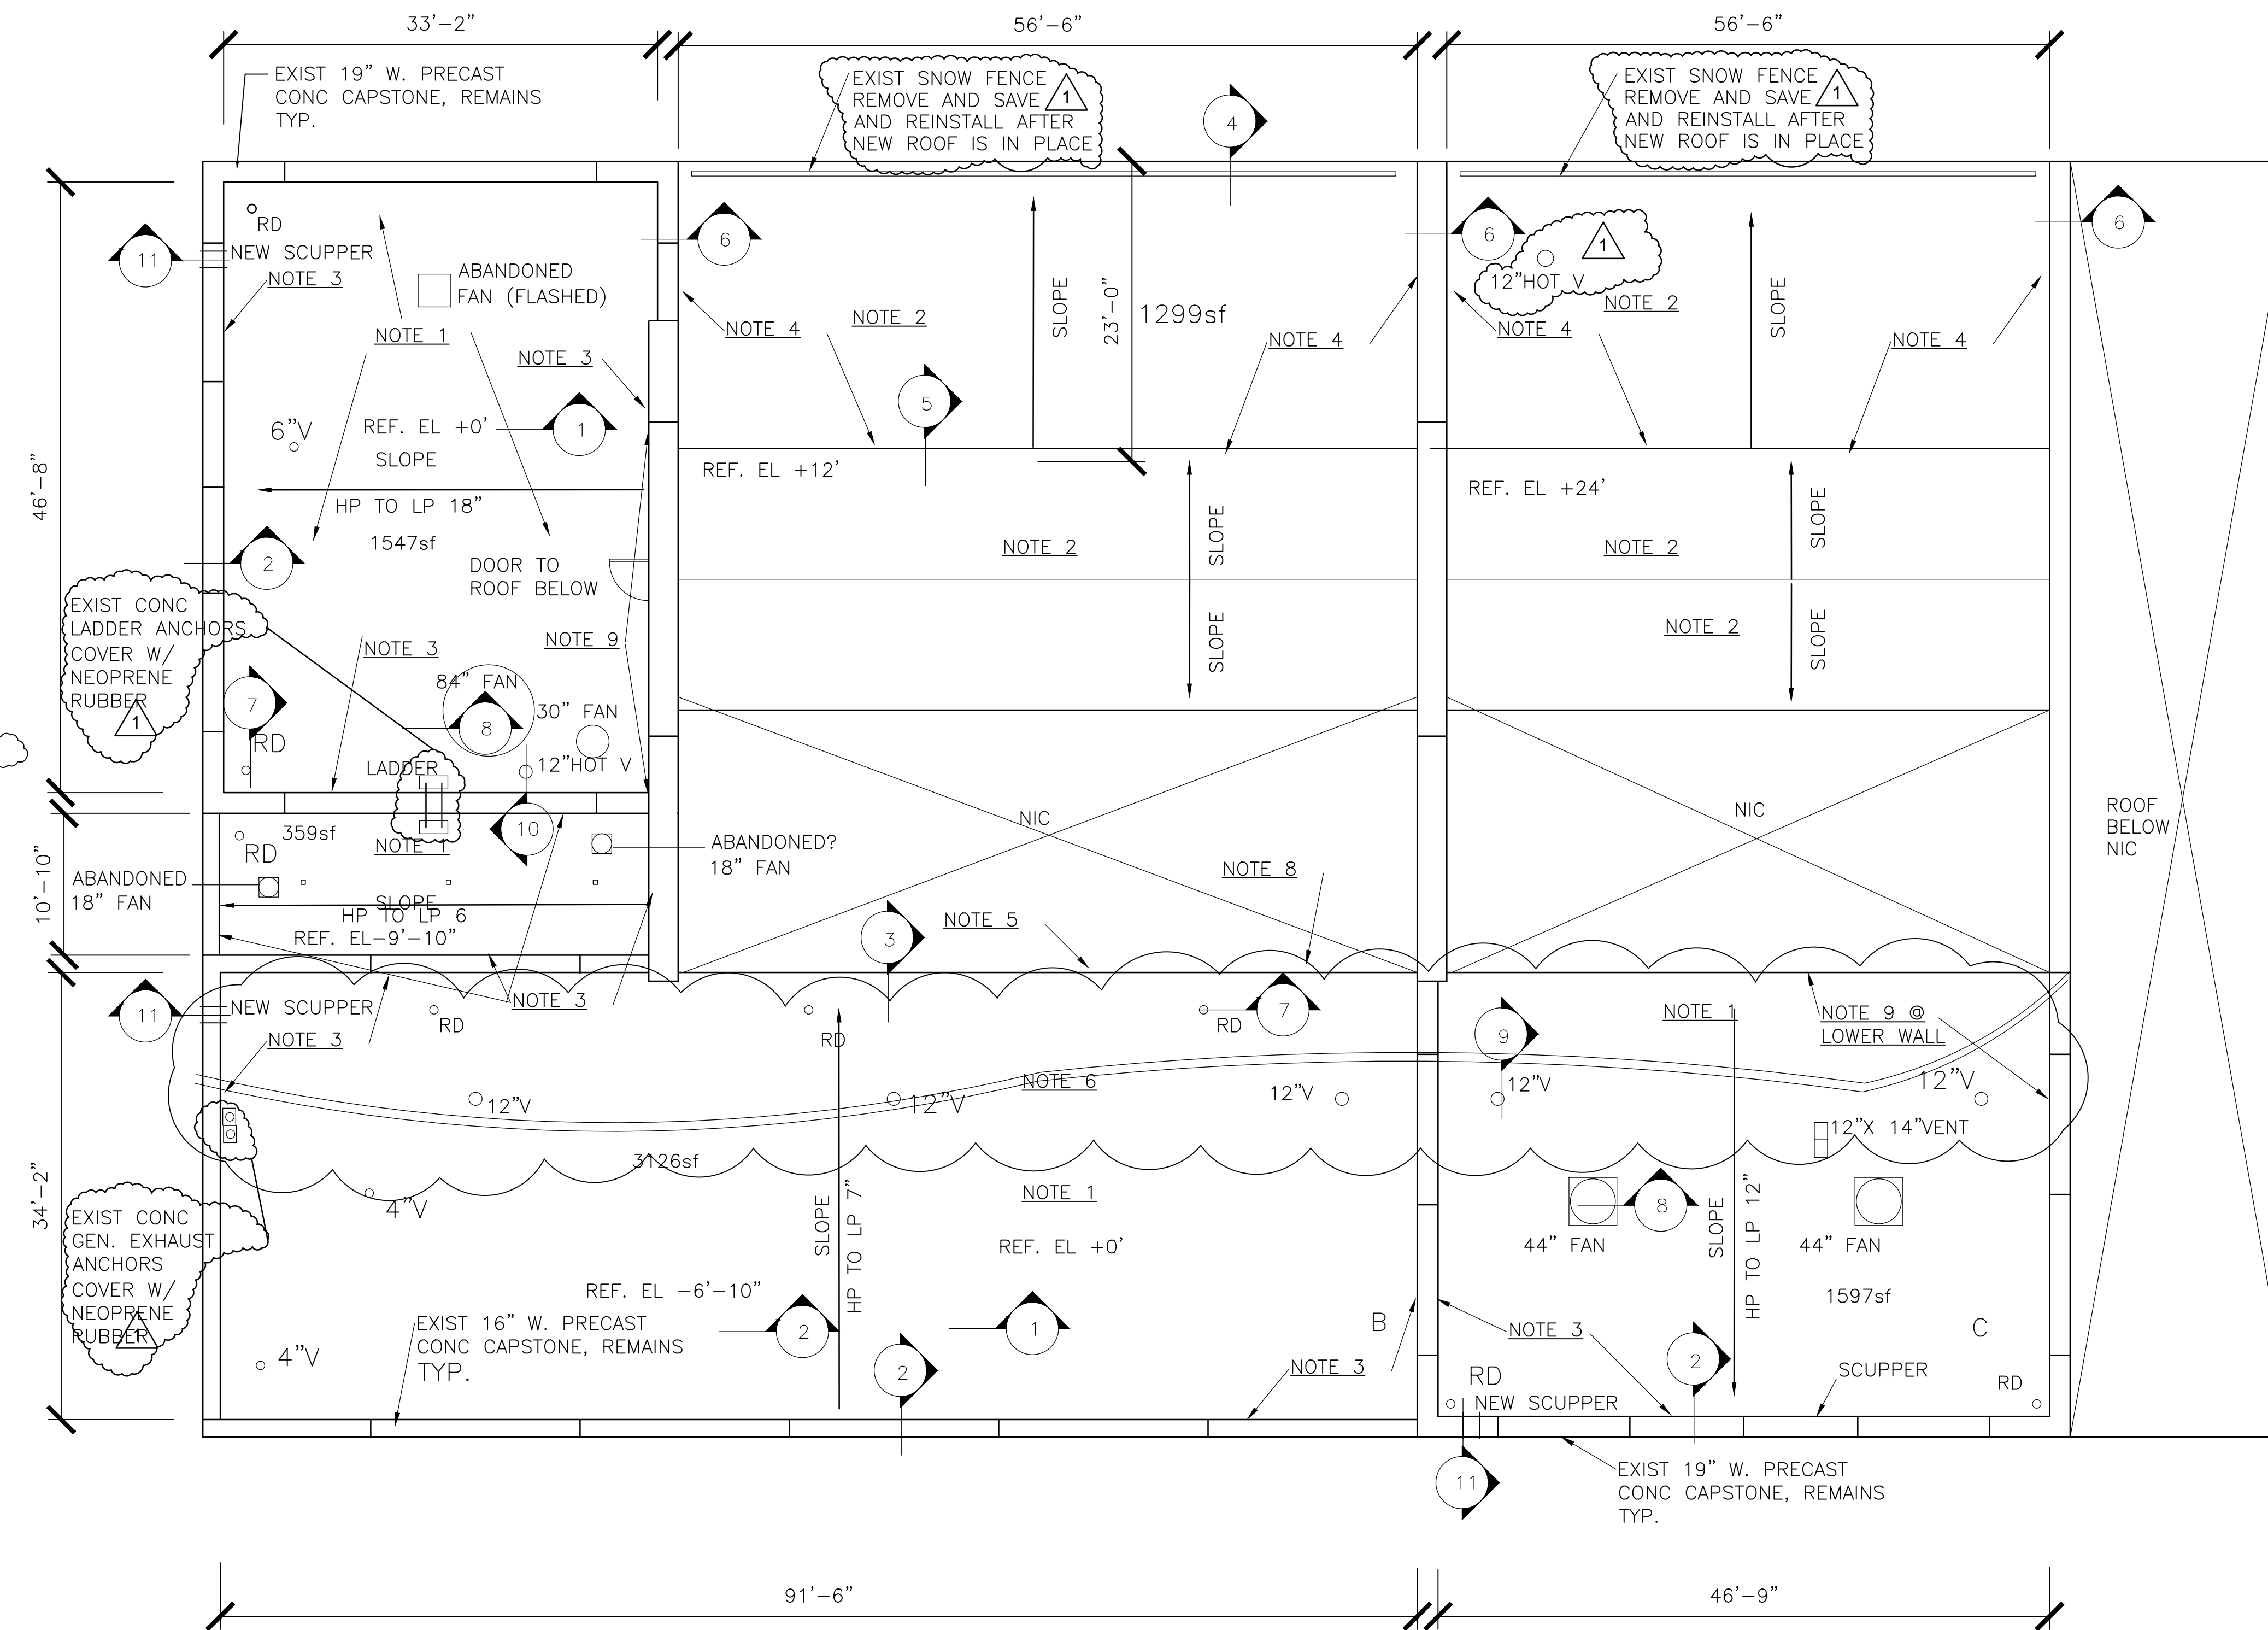 33'-2"
56'-6"
56'-6"
EXIST 19" W. PRECAST
CONC CAPSTONE, REMAINS
TYP.
EXIST SNOW FENCE
REMOVE AND SAVE
AND REINSTALL AFTER
NEW ROOF IS IN PLACE
1
4
EXIST SNOW FENCE
REMOVE AND SAVE
AND REINSTALL AFTER
NEW ROOF IS IN PLACE
1
RD
11
NEW SCUPPER
NOTE 3
ABANDONED
FAN (FLASHED)
NOTE 1
NOTE 3
6"V
REF. EL +0'
1
SLOPE
HP TO LP 18"
1547sf
2
DOOR TO
ROOF BELOW
46'-8"
6
NOTE 4
NOTE 2
SLOPE
23'-0"
1299sf
NOTE 4
5
6
12"HOT V
1
NOTE 2
NOTE 4
SLOPE
NOTE 4
6
REF. EL +12'
NOTE 2
SLOPE
SLOPE
REF. EL +24'
NOTE 2
SLOPE
NOTE 2
SLOPE
EXIST CONC
LADDER ANCHORS
COVER W/
NEOPRENE
RUBBER
1
NOTE 3
NOTE 9
84" FAN
8
30" FAN
7
RD
LADDER
12"HOT V
359sf
RD
NOTE 1
10
ABANDONED?
18" FAN
10'-10"
ABANDONED
18" FAN
SLOPE
HP TO LP 6
REF. EL-9'-10"
NIC
NIC
ROOF
BELOW
NIC
NOTE 8
NOTE 5
3
11
NEW SCUPPER
NOTE 3
RD
NOTE 3
RD
RD
7
9
NOTE 1
NOTE 9 @
LOWER WALL
NOTE 6
12"V
12"V
12"V
12"V
12"V
12"X 14"VENT
3126sf
4"V
SLOPE
HP TO LP 7"
NOTE 1
REF. EL +0'
34'-2"
EXIST CONC
GEN. EXHAUST
ANCHORS
COVER W/
NEOPRENE
RUBBER
1
8
44" FAN
44" FAN
SLOPE
HP TO LP 12"
1597sf
REF. EL -6'-10"
4"V
EXIST 16" W. PRECAST
CONC CAPSTONE, REMAINS
TYP.
2
2
1
B
NOTE 3
NOTE 3
C
2
SCUPPER
RD
RD
NEW SCUPPER
11
EXIST 19" W. PRECAST
CONC CAPSTONE, REMAINS
TYP.
91'-6"
46'-9"